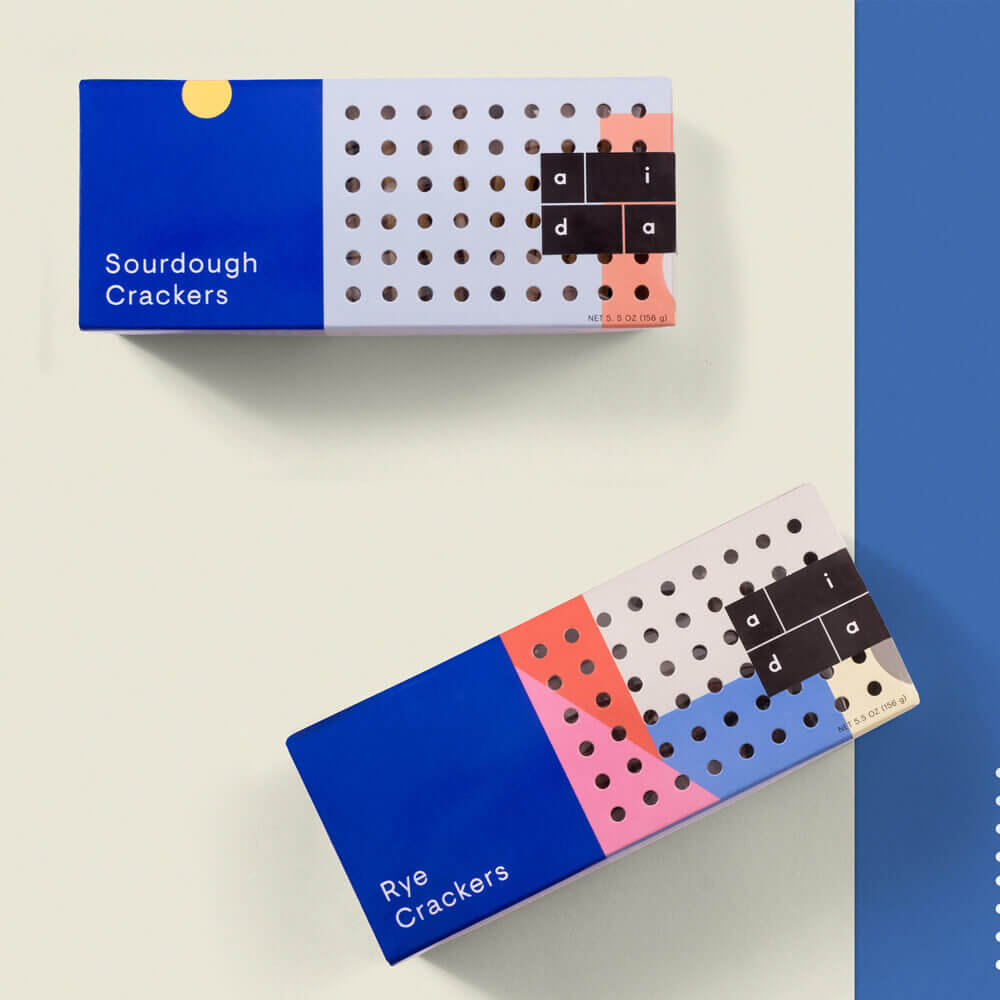 Sourdough
Crackers
a i
d a
NET 5. 5 OZ (156 g)
a i
d a
NET 5.5 OZ (156 g)
Rye
Crackers